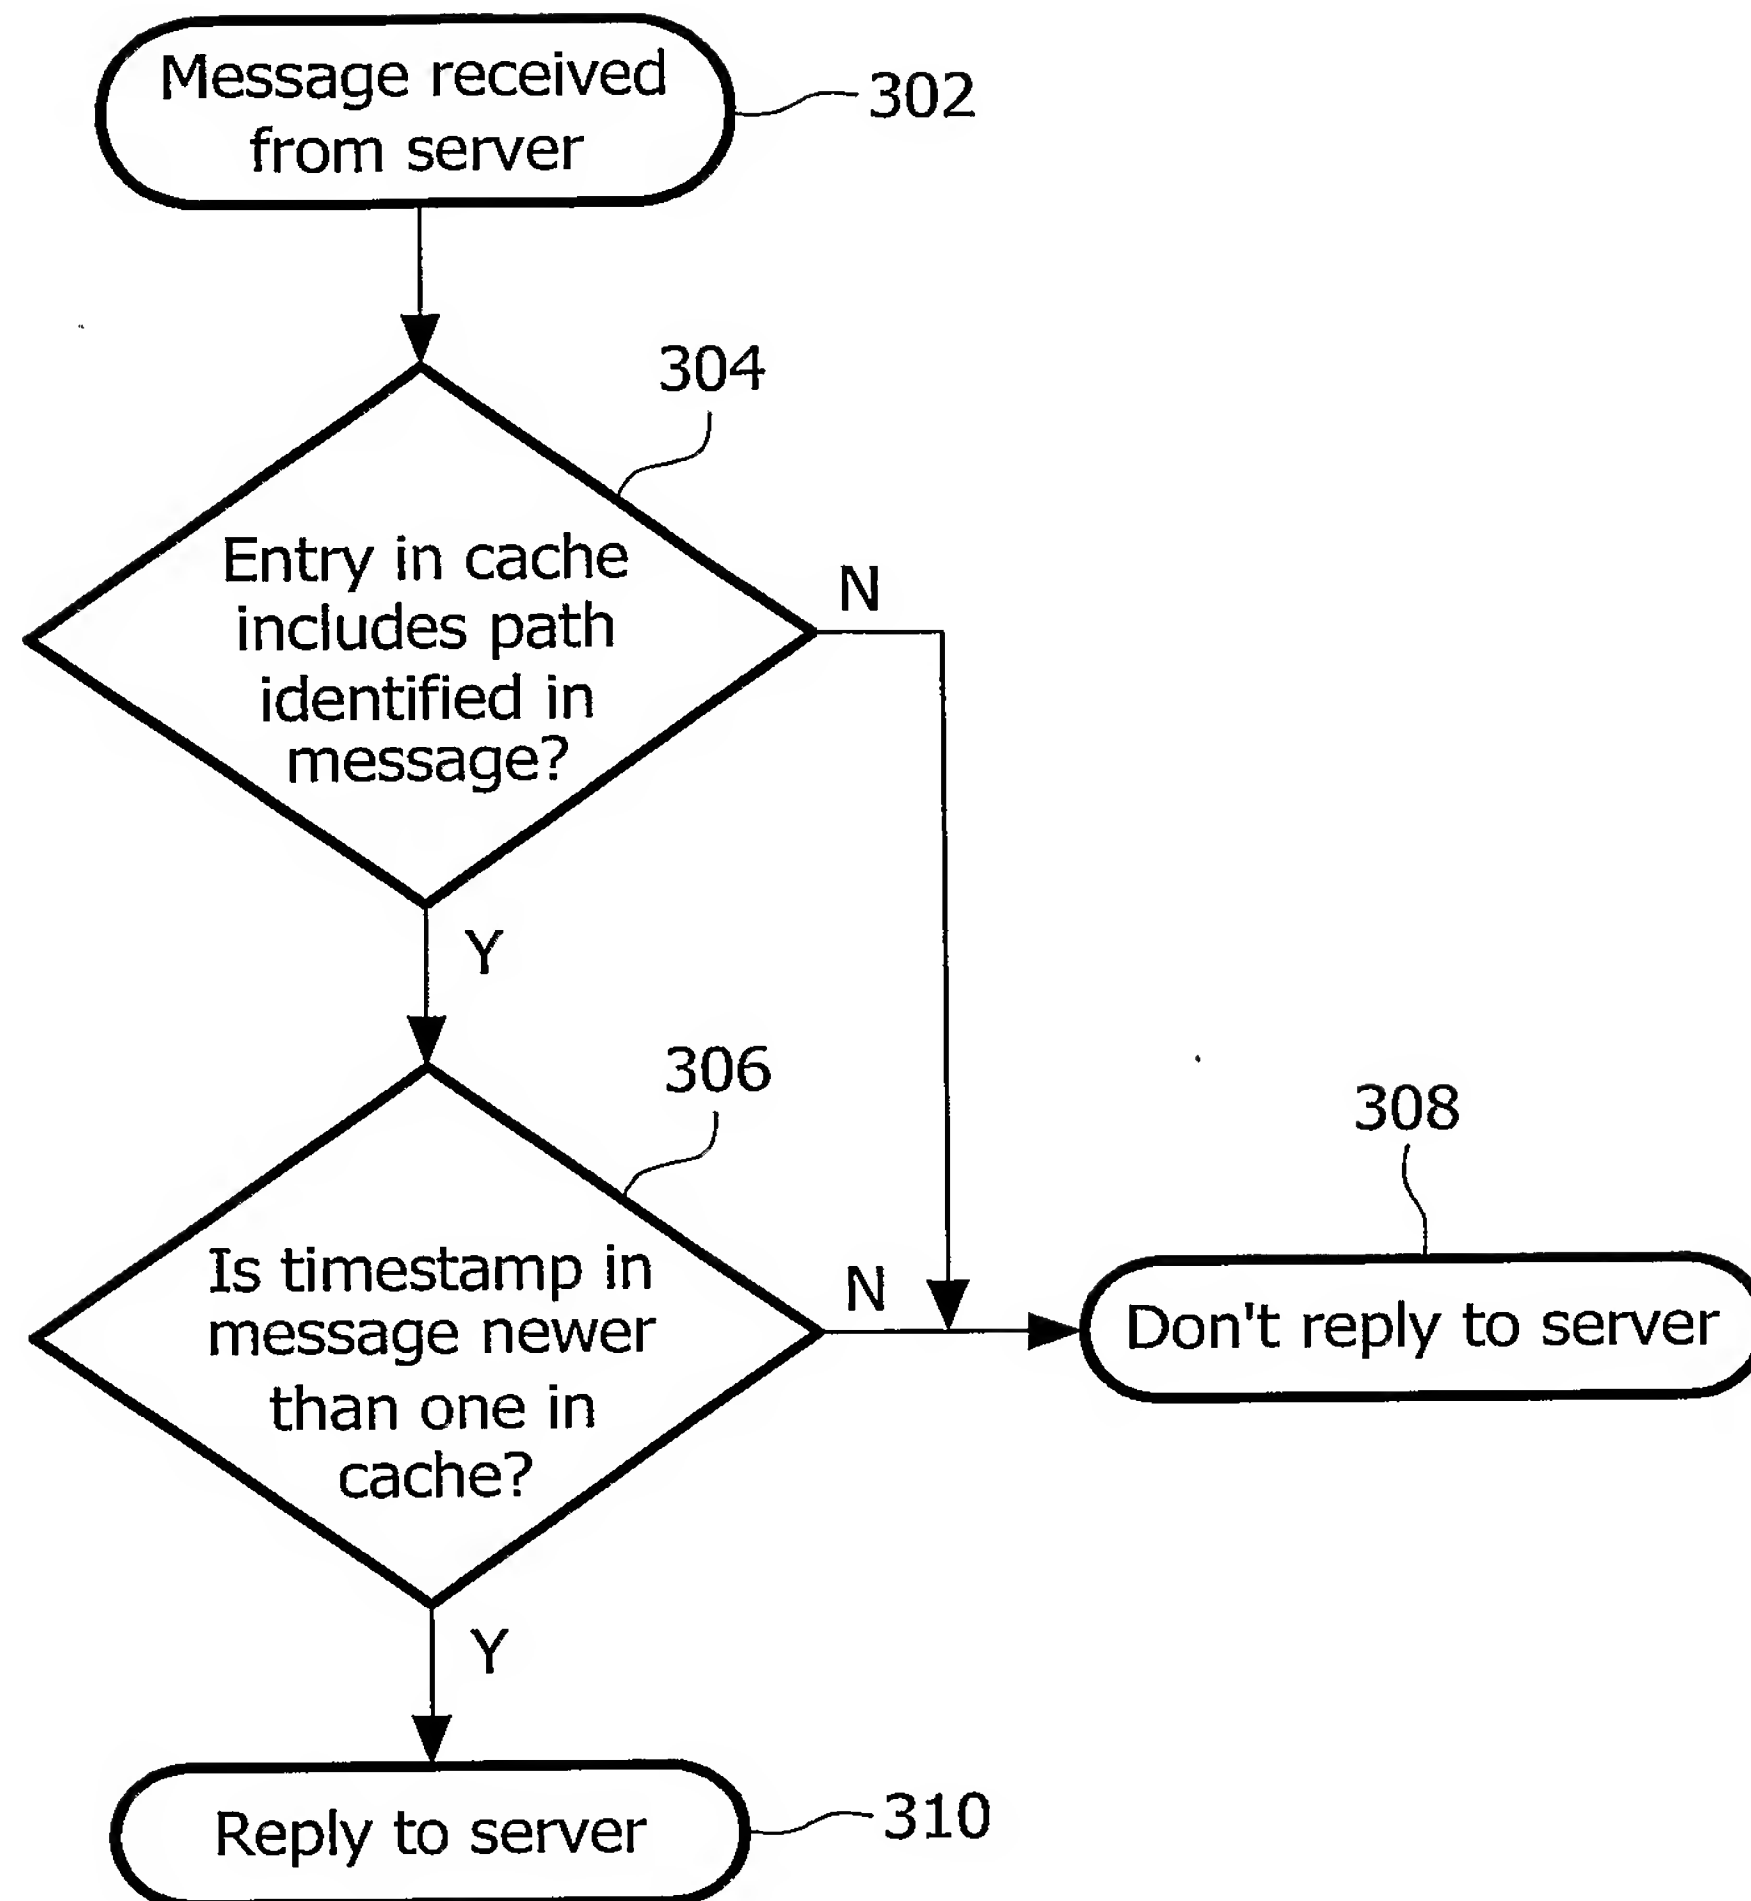 Message received
from server
302
304
Entry in cache
includes path
identified in
message?
N
Y
306
Is timestamp in
message newer
than one in
cache?
N
308
Don't reply to server
Y
Reply to server
310